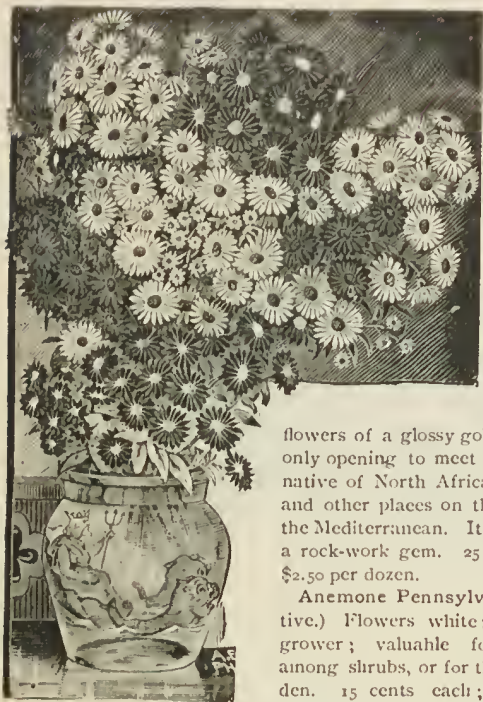 flowers of a glossy go
only opening to meet
native of North Africa
and other places on th
the Mediterranean. It
a rock-work gem. 25
$2.50 per dozen.
Anemone Pennsylv
tive.) Flowers white
grower; valuable fo
among shrubs, or for t
den. 15 cents each;